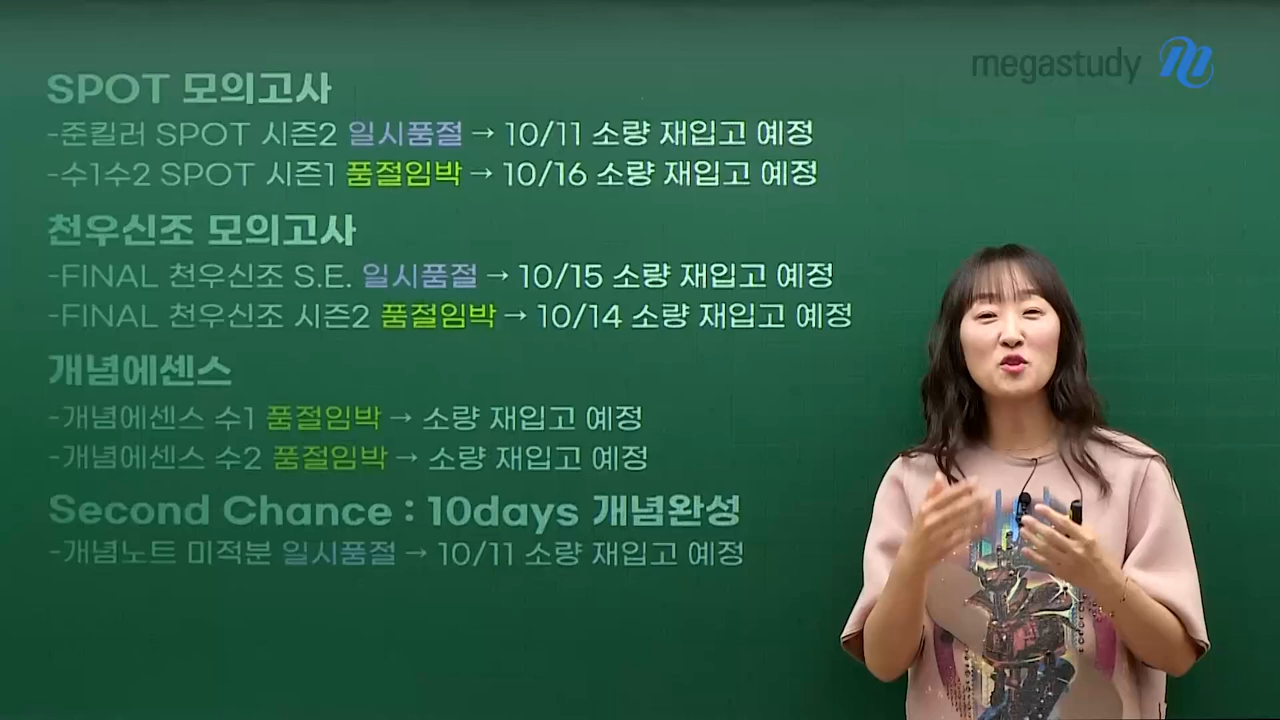 megastudy
SPOT 모의고사
-준킬러 SPOT 시즌2 일시품절 → 10/11 소량 재입고 예정
-수1수2 SPOT 시즌1 품절임박 → 10/16 소량 재입고 예정
천우신조 모의고사
-FINAL 천우신조 S.E. 일시품절 → 10/15 소량 재입고 예정
-FINAL 천우신조 시즌2 품절임박 → 10/14 소량 재입고 예정
개념에센스
-개념에센스 수1 품절임박 → 소량 재입고 예정
-개념에센스 수2 품절임박 → 소량 재입고 예정
Second Chance : 10days 개념완성
-개념노트 미적분 일시품절 → 10/11 소량 재입고 예정